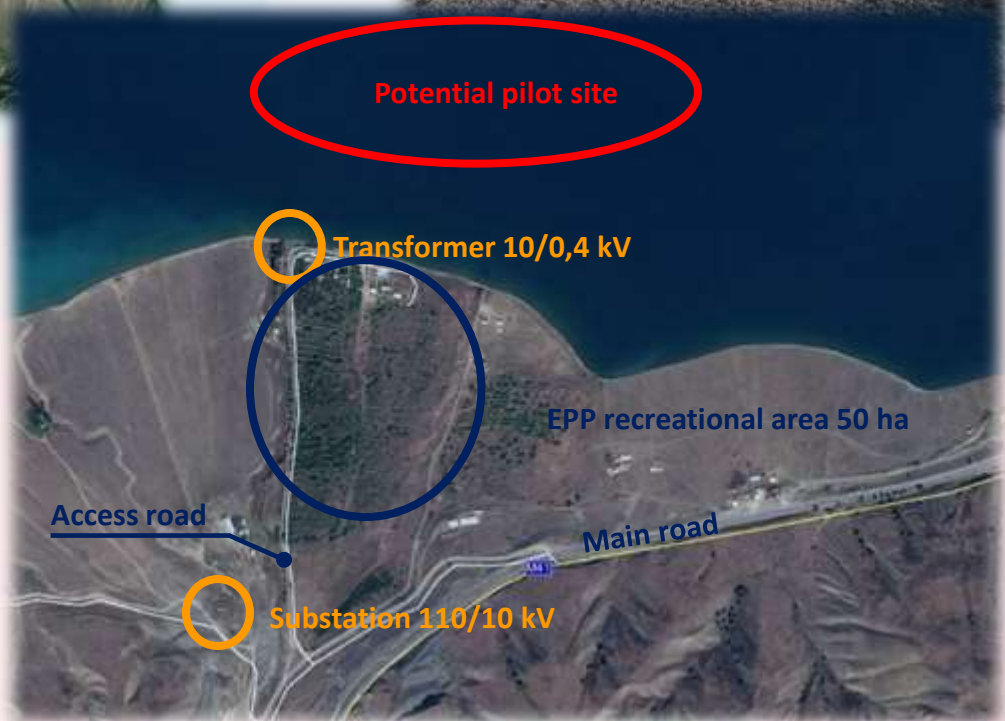 Potential pilot site
Transformer 10/0,4 kV
EPP recreational area 50 ha
Access road
Main road
Substation 110/10 kV